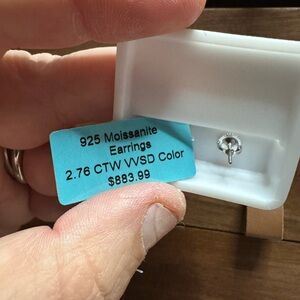 925 Moissanite
Earrings
2.76 CTW VVSD Color
$883.99